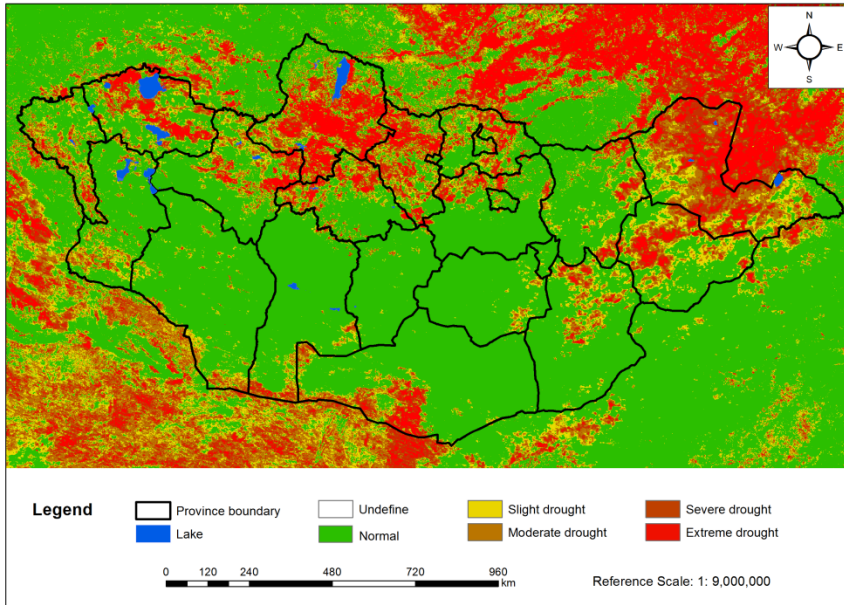 N
W E
S
Legend
Province boundary
Undefine
Slight drought
Severe drought
Lake
Normal
Moderate drought
Extreme drought
0 120 240 480 720 960
km
Reference Scale: 1: 9,000,000